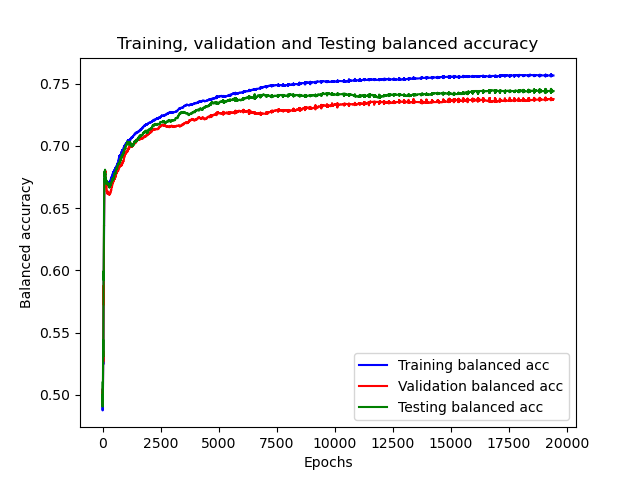 Training, validation and Testing balanced accuracy
Balanced accuracy
0.75
0.70
0.65
0.60
0.55
0.50
Training balanced acc
Validation balanced acc
Testing balanced acc
0 2500 5000 7500 10000 12500 15000 17500 20000
Epochs